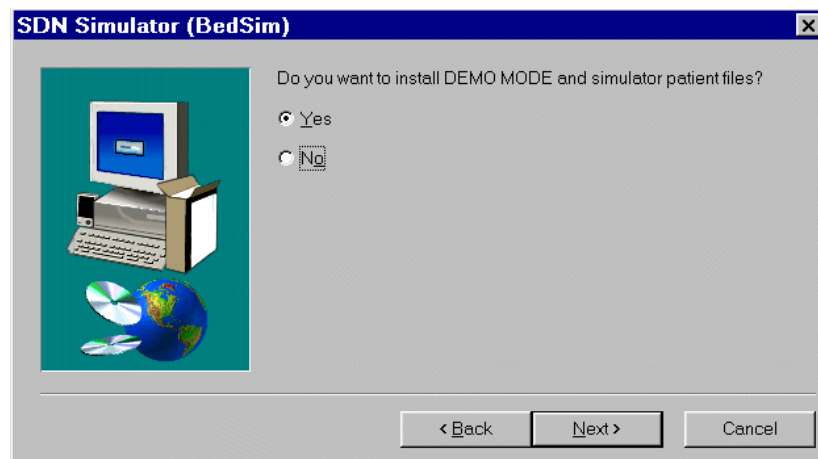 SDN Simulator (BedSim)
Do you want to install DEMO MODE and simulator patient files?
Yes
No
< Back
Next >
Cancel